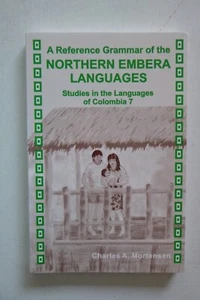 A Reference Grammar of the
NORTHERN EMBERA
LANGUAGES
Studies in the Languages
of Colombia 7
Charles A. Mortensen